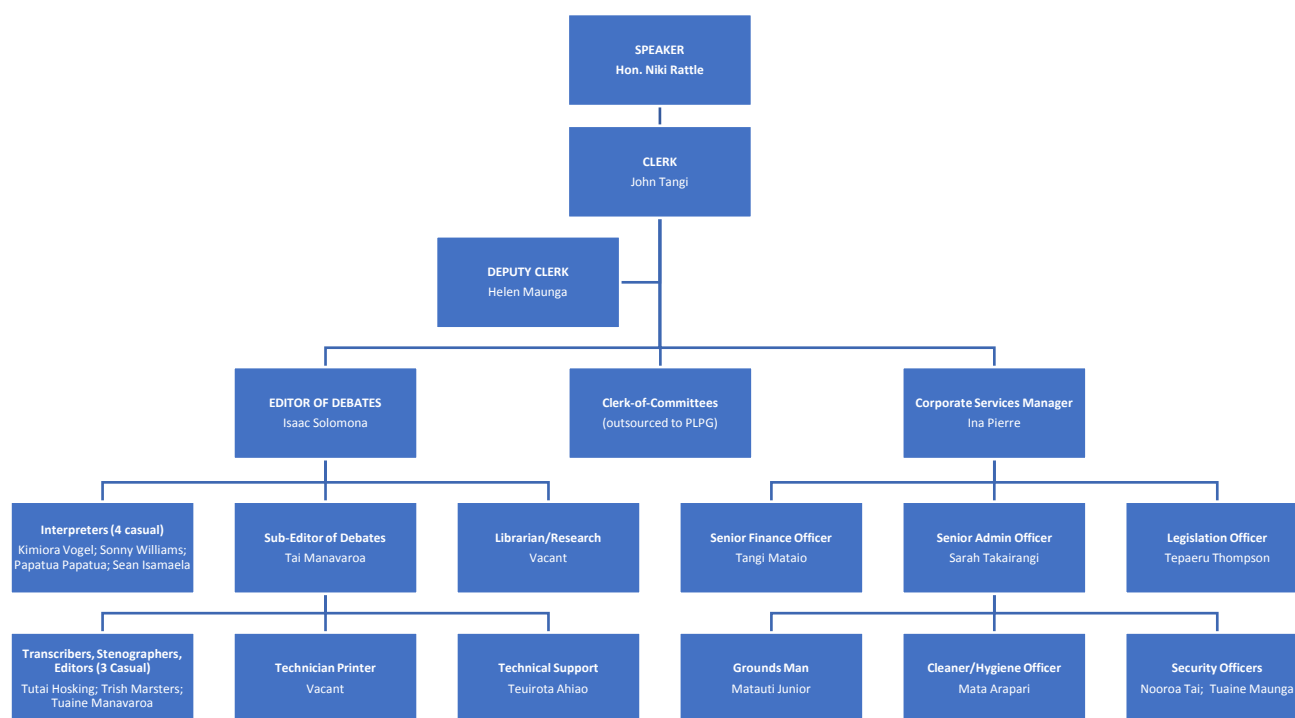 SPEAKER
Hon. Niki Rattle
CLERK
John Tangi
DEPUTY CLERK
Helen Maunga
EDITOR OF DEBATES
Isaac Solomona
Clerk-of-Committees
(outsourced to PLPG)
Corporate Services Manager
Ina Pierre
Interpreters (4 casual)
Kimiora Vogel; Sonny Williams;
Papatua Papatua; Sean Isamaela
Sub-Editor of Debates
Tai Manavaroa
Librarian/Research
Vacant
Senior Finance Officer
Tangi Mataio
Senior Admin Officer
Sarah Takairangi
Legislation Officer
Tepaeru Thompson
Transcribers, Stenographers,
Editors (3 Casual)
Tutai Hosking; Trish Marsters;
Tuaine Manavaroa
Technician Printer
Vacant
Technical Support
Teuirota Ahiao
Grounds Man
Matauti Junior
Cleaner/Hygiene Officer
Mata Arapari
Security Officers
Nooroa Tai; Tuaine Maunga